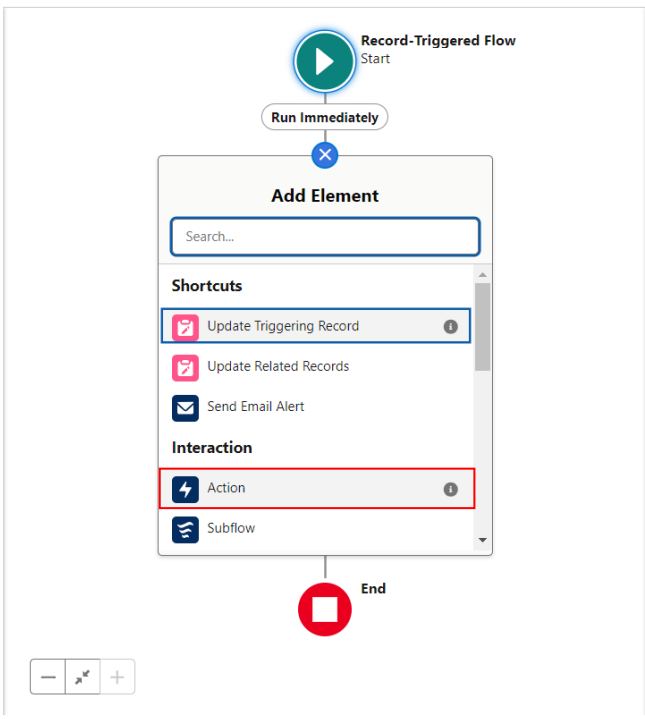 Record-Triggered Flow
Start
Run Immediately
Add Element
Search...
Shortcuts
Update Triggering Record
Update Related Records
Send Email Alert
Interaction
Action
Subflow
End